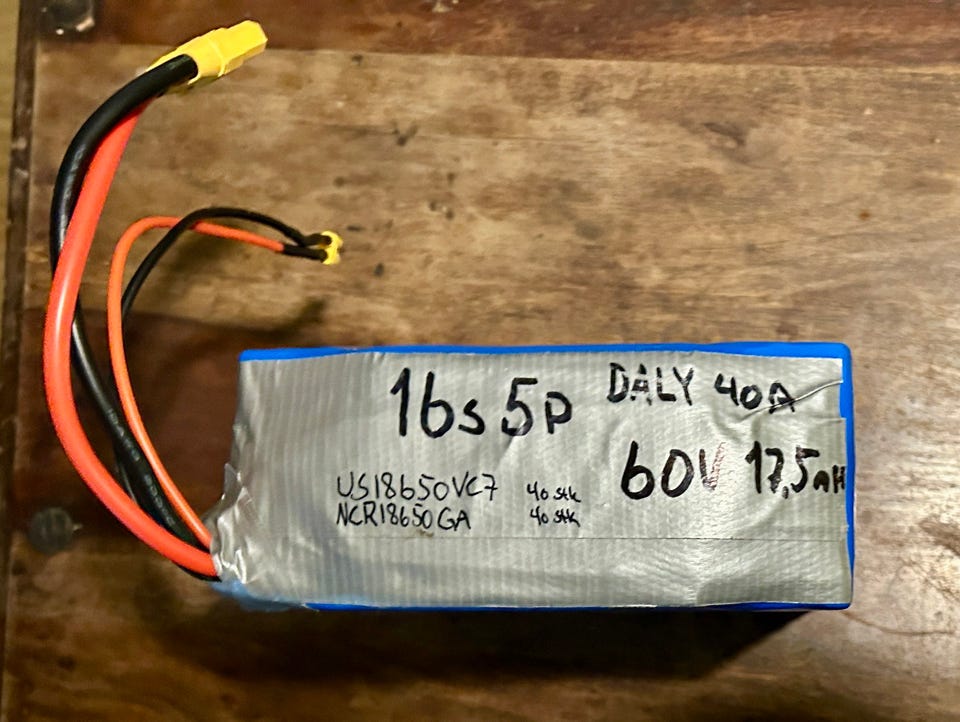 16s 5p DALY 40A
60V 17,5AH
US18650VC7 40 stk
NCR18650GA 40 stk